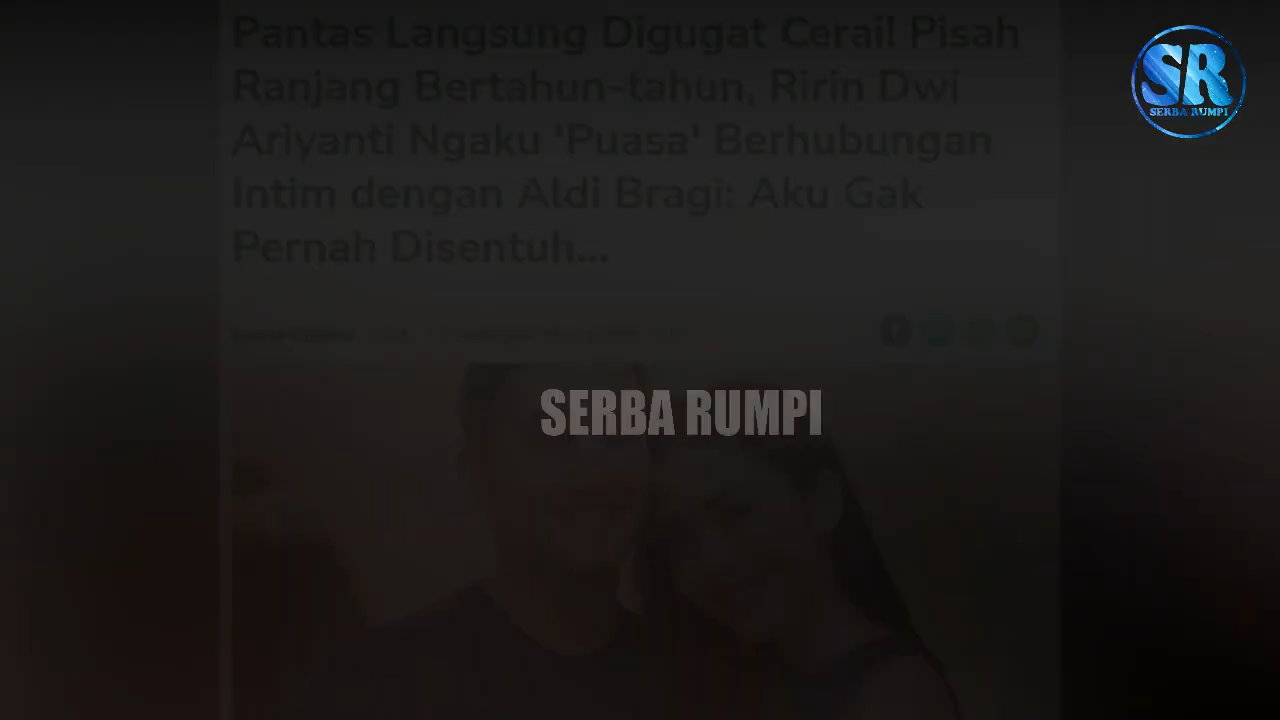 Pantas Langsung Digugat Cerai! Pisah
Ranjang Bertahun-tahun, Ririn Dwi
Ariyanti Ngaku 'Puasa' Berhubungan
Intim dengan Aldi Bragi: Aku Gak
Pernah Disentuh...
SR
SERBA RUMPI
SERBA RUMPI